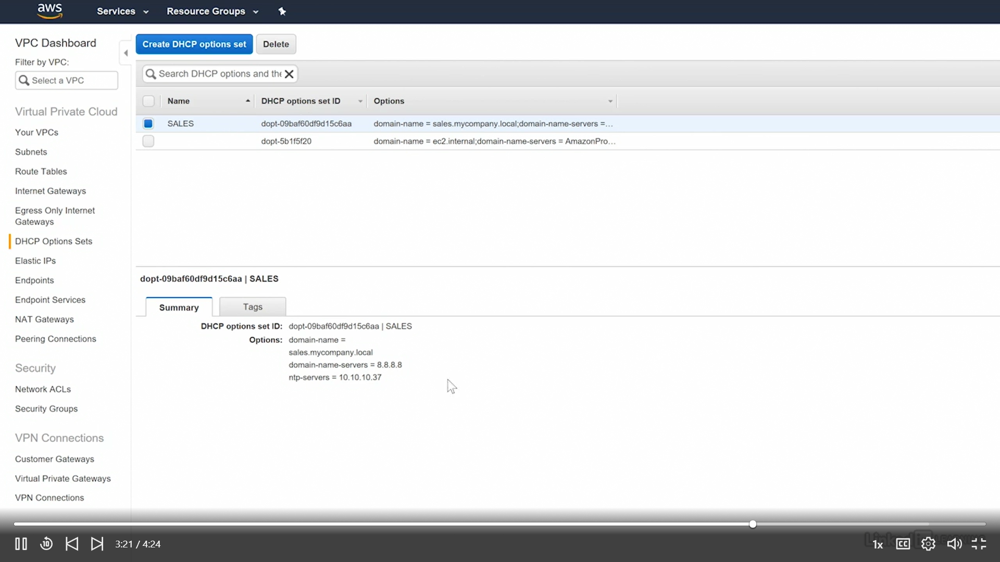 aws
Services
Resource Groups
VPC Dashboard
Filter by VPC:
Select a VPC
Virtual Private Cloud
Your VPCs
Subnets
Route Tables
Internet Gateways
Egress Only Internet
Gateways
DHCP Options Sets
Elastic IPs
Endpoints
Endpoint Services
NAT Gateways
Peering Connections
Security
Network ACLs
Security Groups
VPN Connections
Customer Gateways
Virtual Private Gateways
VPN Connections
Create DHCP options set Delete
Search DHCP options and the
Name DHCP options set ID Options
SALES dopt-09baf60df9d15c6aa domain-name = sales.mycompany.local;domain-name-servers =...
dopt-5b1f5f20 domain-name = ec2.internal;domain-name-servers = AmazonPro...
dopt-09baf60df9d15c6aa | SALES
Summary Tags
DHCP options set ID: dopt-09baf60df9d15c6aa | SALES
Options: domain-name =
sales.mycompany.local
domain-name-servers = 8.8.8.8
ntp-servers = 10.10.10.37
10
3:21 / 4:24
1x
CC